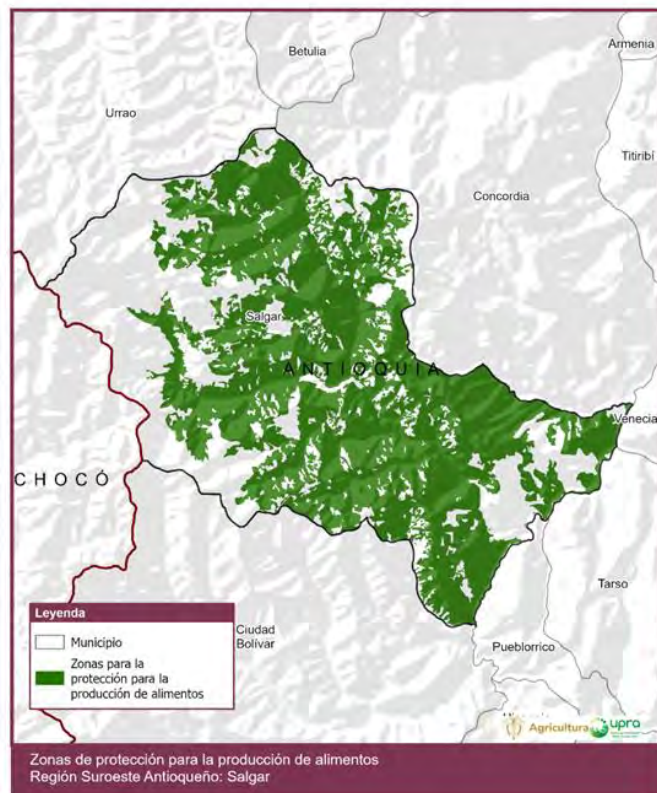 Betulia
Armenia
Urrao
Titiribí
Concordia
Salgar
ANTIOQUIA
Venecia
CHOCÓ
Tarso
Leyenda
Municipio
Zonas para la
protección para la
producción de alimentos
Ciudad
Bolívar
Pueblorrico
Agricultura
upra
Zonas de protección para la producción de alimentos
Región Suroeste Antioqueño: Salgar